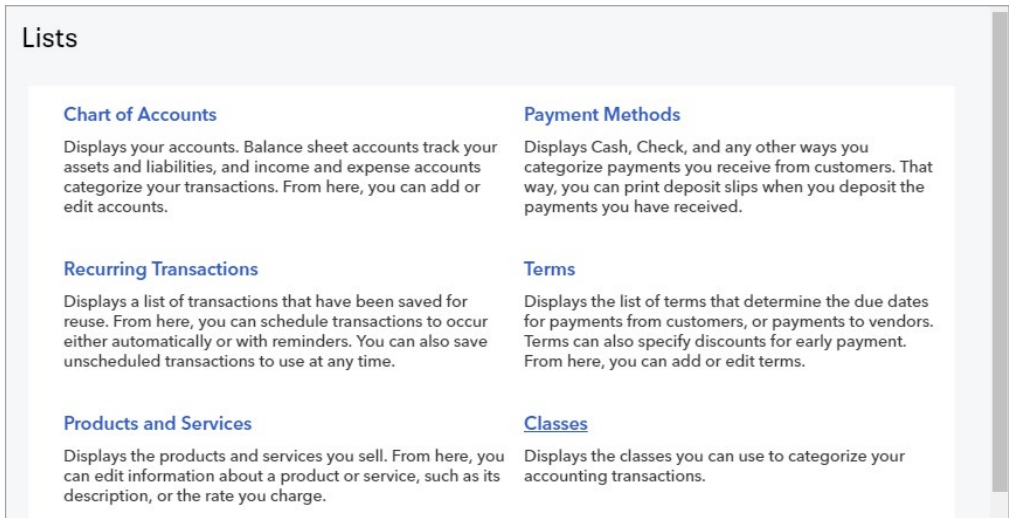 Lists
Chart of Accounts
Displays your accounts. Balance sheet accounts track your
assets and liabilities, and income and expense accounts
categorize your transactions. From here, you can add or
edit accounts.
Payment Methods
Displays Cash, Check, and any other ways you
categorize payments you receive from customers. That
way, you can print deposit slips when you deposit the
payments you have received.
Recurring Transactions
Displays a list of transactions that have been saved for
reuse. From here, you can schedule transactions to occur
either automatically or with reminders. You can also save
unscheduled transactions to use at any time.
Terms
Displays the list of terms that determine the due dates
for payments from customers, or payments to vendors.
Terms can also specify discounts for early payment.
From here, you can add or edit terms.
Products and Services
Displays the products and services you sell. From here, you
can edit information about a product or service, such as its
description, or the rate you charge.
Classes
Displays the classes you can use to categorize your
accounting transactions.